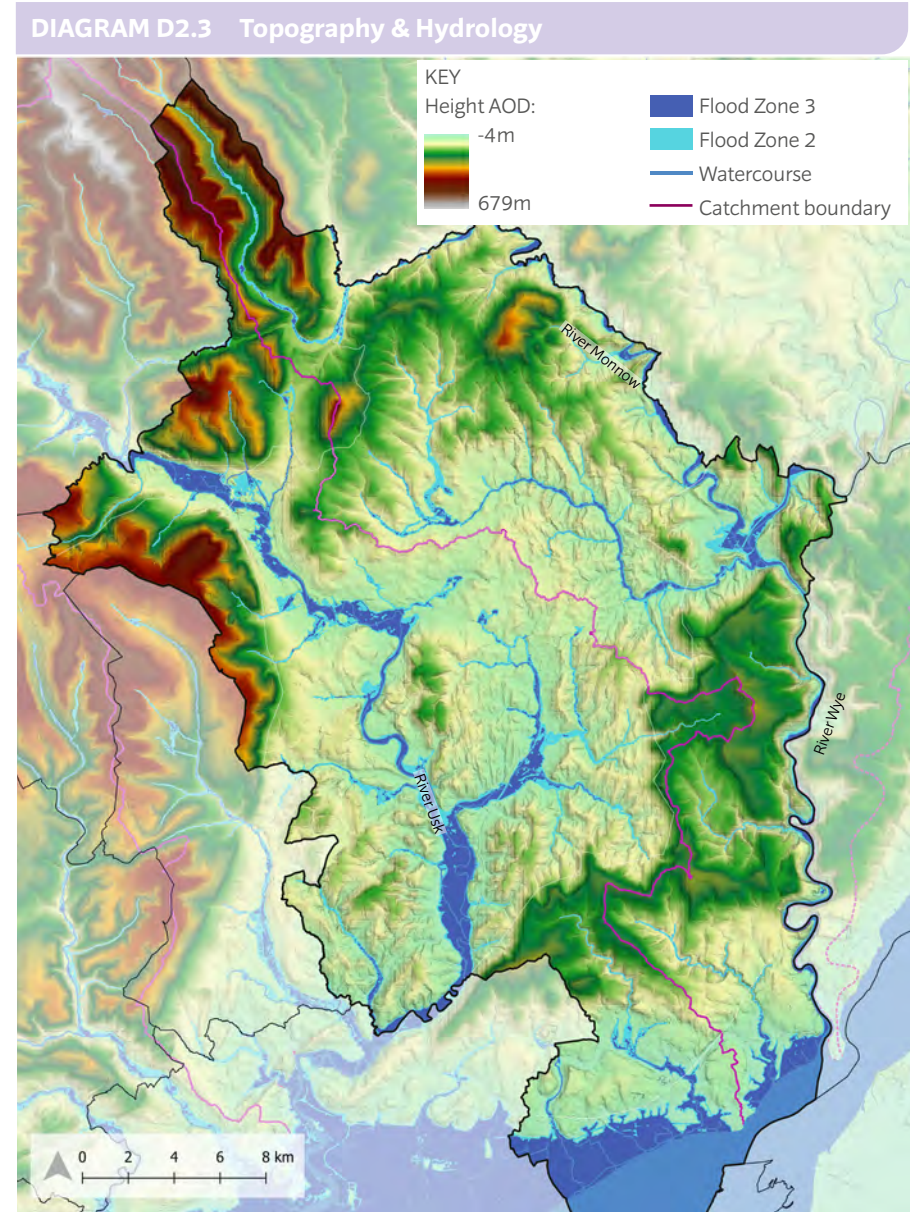 DIAGRAM D2.3 Topography & Hydrology
KEY
Height AOD:
-4m
679m
Flood Zone 3
Flood Zone 2
Watercourse
Catchment boundary
River Monnow
River Wye
River Usk
0 2 4 6 8 km